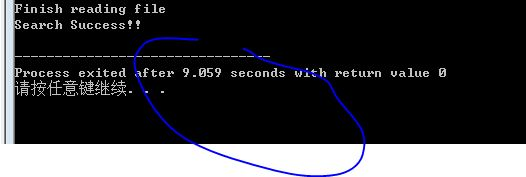 Finish reading file
Search Success!!
--------------------------------
Process exited after 9.059 seconds with return value 0
请按任意键继续. . .